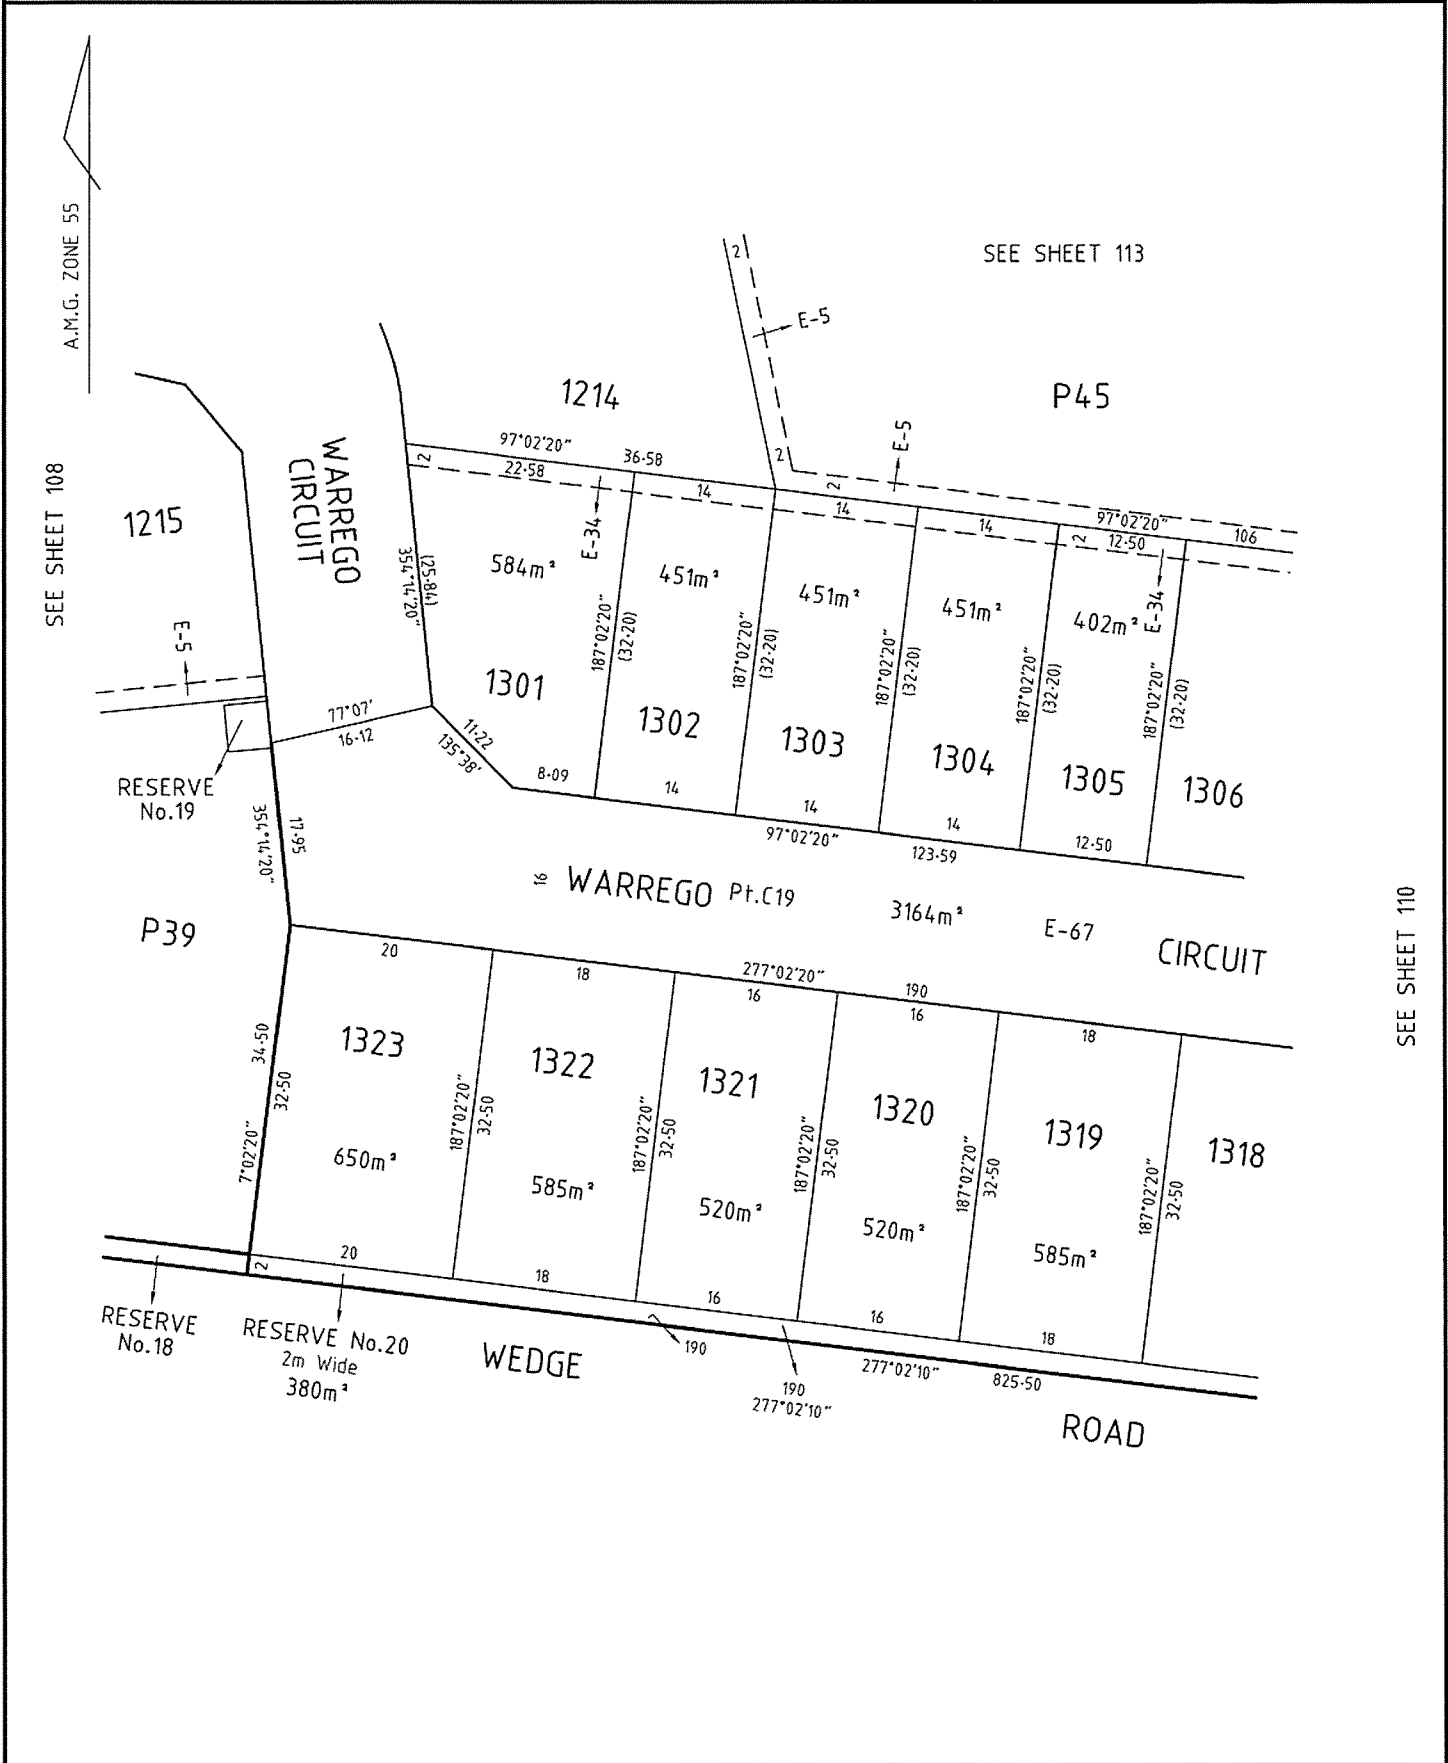 A.M.G. ZONE 55
SEE SHEET 113
2
E-5
1214
P45
WARREGO
CIRCUIT
97°02'20"
36·58
2
22·58
14
2
2
E-5
14
14
97°02'20"
106
2
12·50
SEE SHEET 108
1215
E-34
584m²
451m²
451m²
451m²
402m²
E-34
(25·84)
354°14'20"
187°02'20"
(32·20)
187°02'20"
(32·20)
187°02'20"
(32·20)
187°02'20"
(32·20)
187°02'20"
(32·20)
E-5
1301
1302
1303
1304
1305
1306
77°07'
16·12
11·22
135°38'
8·09
14
14
14
12·50
97°02'20"
123·59
RESERVE
No.19
17·95
354°14'20"
16
WARREGO
Pt.C19
3164m²
E-67
CIRCUIT
SEE SHEET 110
P39
20
18
277°02'20"
190
16
16
18
1323
1322
1321
1320
1319
1318
34·50
32·50
7°02'20"
187°02'20"
32·50
187°02'20"
32·50
187°02'20"
32·50
187°02'20"
32·50
187°02'20"
32·50
650m²
585m²
520m²
520m²
585m²
2
20
18
16
16
18
RESERVE
No.18
RESERVE No.20
2m Wide
380m²
WEDGE
190
190
277°02'10"
277°02'10"
825·50
ROAD